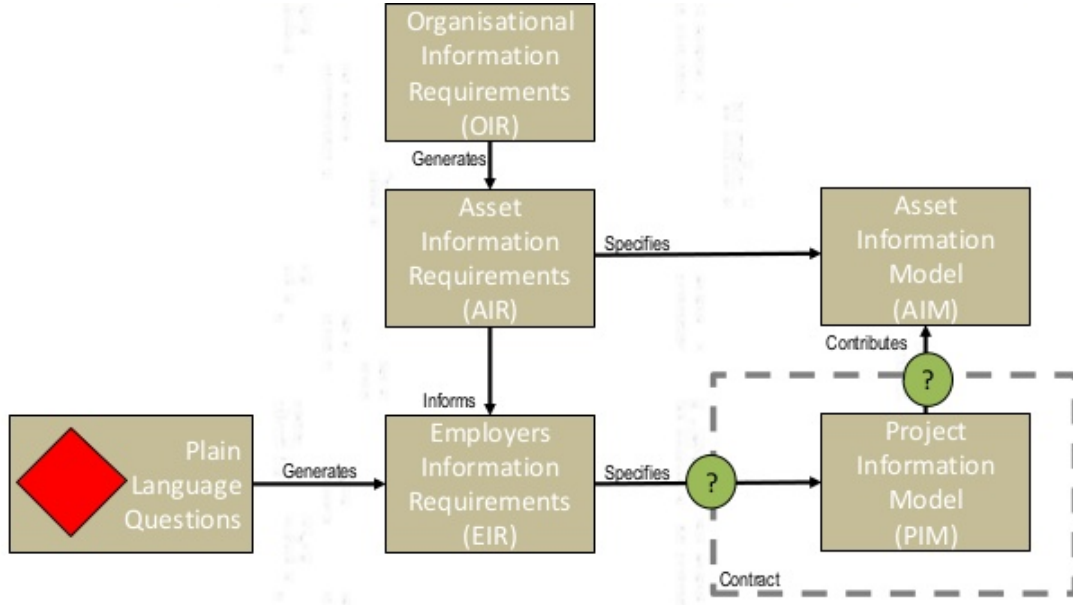 Organisational
Information
Requirements
(OIR)
Generates
Asset
Information
Requirements
(AIR)
Specifies
Asset
Information
Model
(AIM)
Contributes
?
Informs
Plain
Language
Questions
Generates
Employers
Information
Requirements
(EIR)
Specifies
?
Project
Information
Model
(PIM)
Contract